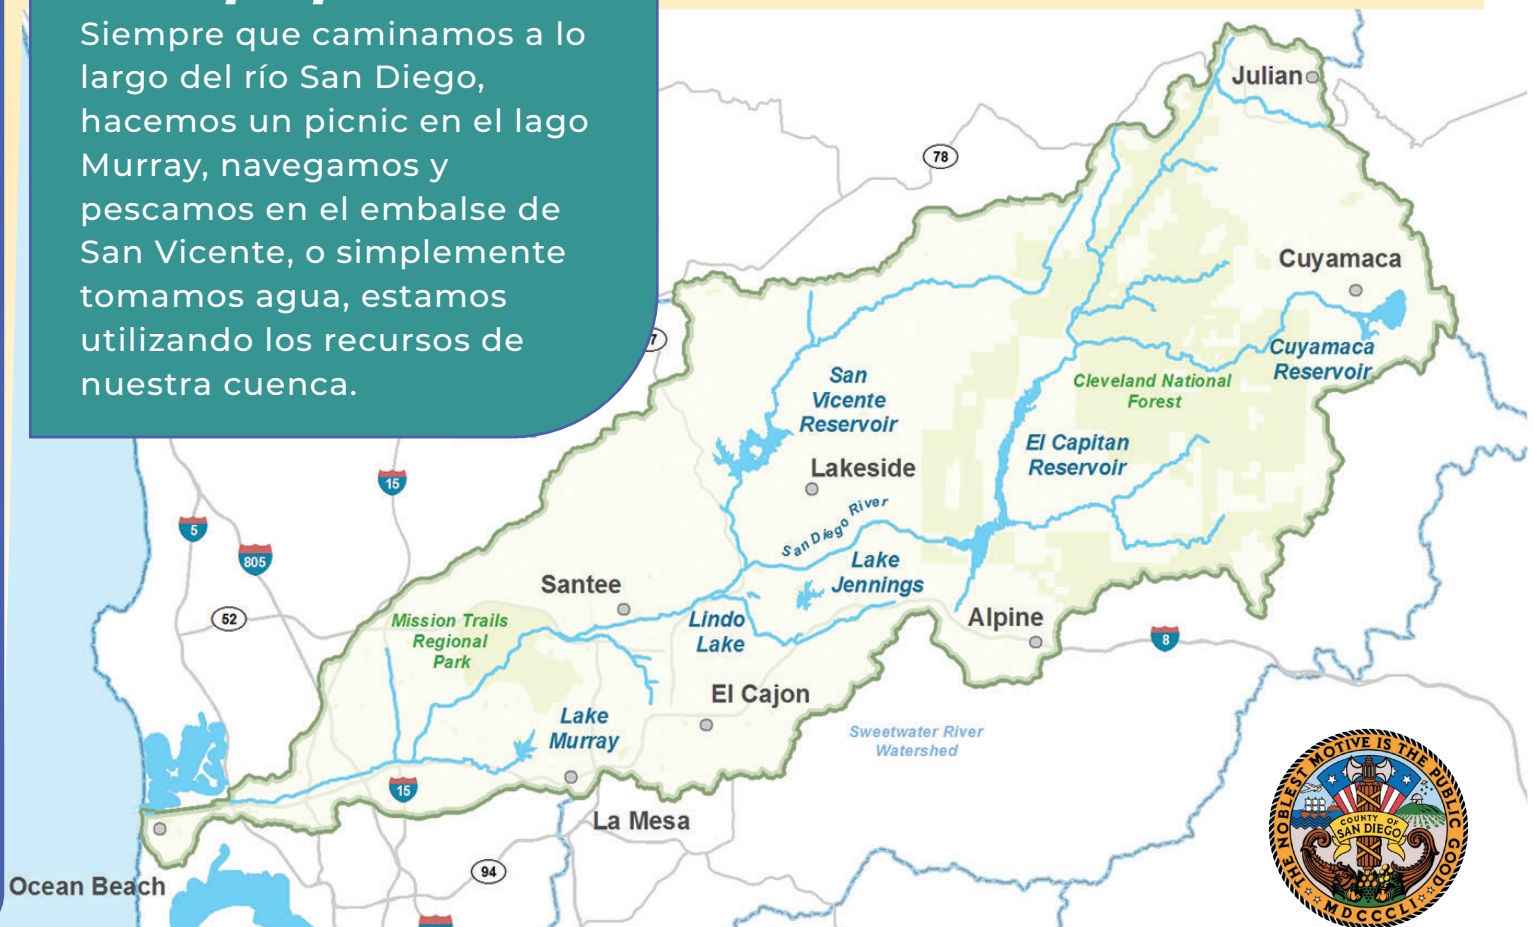 Siempre que caminamos a lo
largo del río San Diego,
hacemos un picnic en el lago
Murray, navegamos y
pescamos en el embalse de
San Vicente, o simplemente
tomamos agua, estamos
utilizando los recursos de
nuestra cuenca.
Julian
78
Cuyamaca
Cuyamaca
Reservoir
7
San
Vicente
Reservoir
Cleveland National
Forest
El Capitan
Reservoir
Lakeside
15
San Diego River
5
805
Lake
Jennings
Santee
52
Mission Trails
Regional
Park
Lindo
Lake
Alpine
8
El Cajon
Lake
Murray
Sweetwater River
Watershed
15
La Mesa
94
Ocean Beach
THE NOBLEST MOTIVE IS THE PUBLIC GOOD
COUNTY OF
SAN DIEGO
MDCCCLI